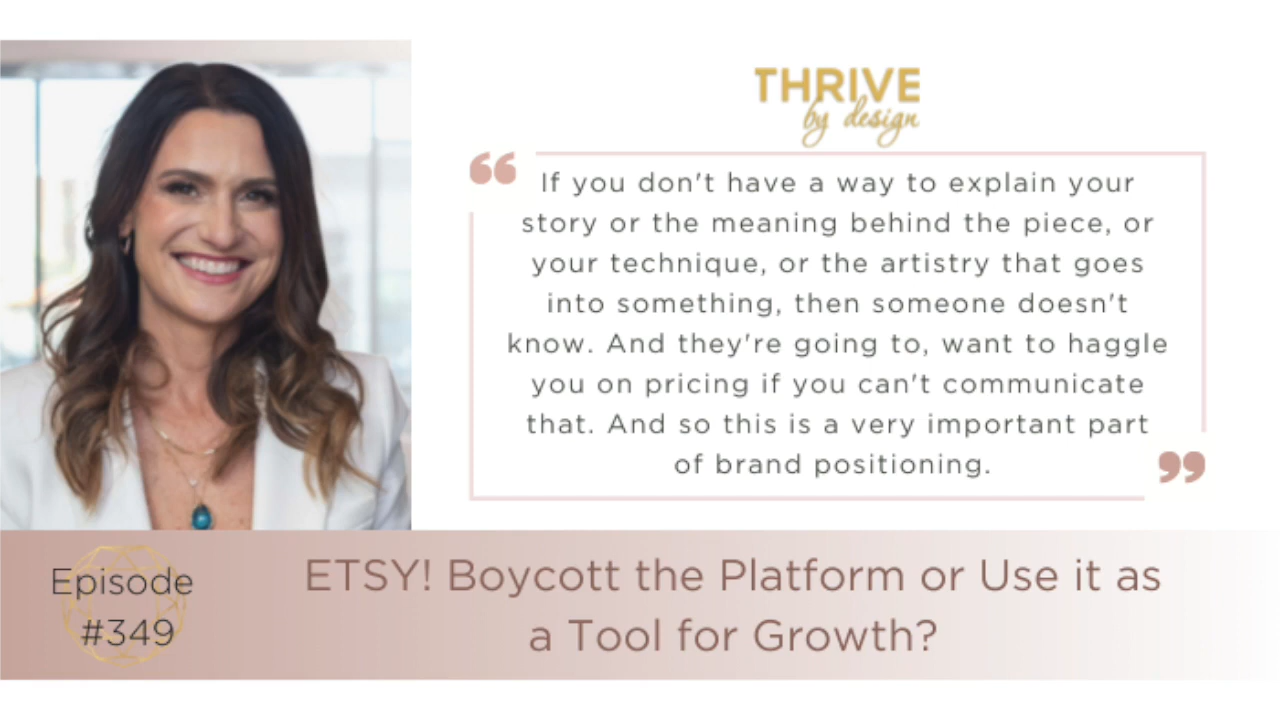 THRIVE
by design
“ If you don't have a way to explain your
story or the meaning behind the piece, or
your technique, or the artistry that goes
into something, then someone doesn't
know. And they're going to, want to haggle
you on pricing if you can't communicate
that. And so this is a very important part
of brand positioning. ”
Episode
#349
ETSY! Boycott the Platform or Use it as
a Tool for Growth?